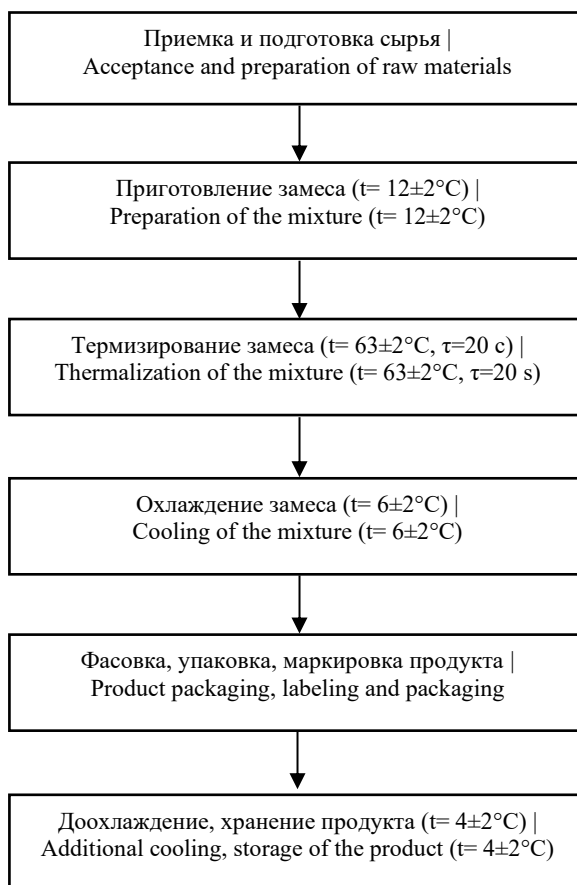 Приемка и подготовка сырья |
Acceptance and preparation of raw materials
Приготовление замеса (t= 12±2°C) |
Preparation of the mixture (t= 12±2°C)
Термизирование замеса (t= 63±2°C, τ=20 с) |
Thermalization of the mixture (t= 63±2°C, τ=20 s)
Охлаждение замеса (t= 6±2°C) |
Cooling of the mixture (t= 6±2°C)
Фасовка, упаковка, маркировка продукта |
Product packaging, labeling and packaging
Доохлаждение, хранение продукта (t= 4±2°C) |
Additional cooling, storage of the product (t= 4±2°C)